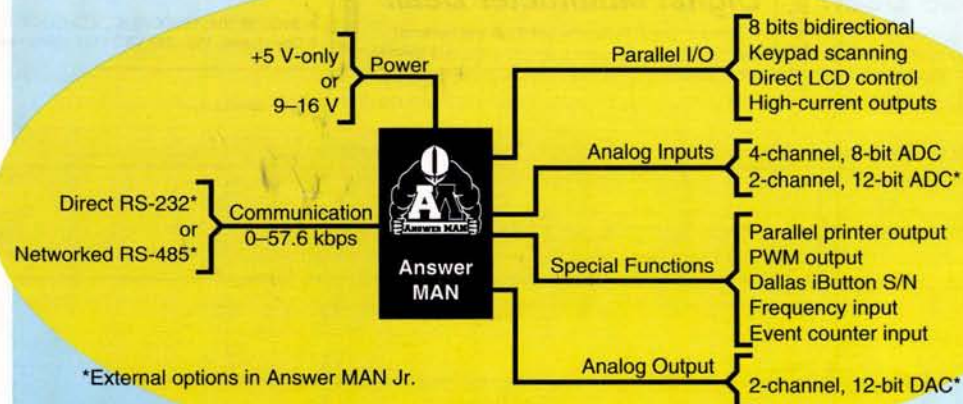 Digital Multimeter
+5 V-only
or
9–16 V
Power
Direct RS-232*
or
Networked RS-485*
Communication
0–57.6 kbps
ANSWER MAN
Answer
MAN
Parallel I/O
8 bits bidirectional
Keypad scanning
Direct LCD control
High-current outputs
Analog Inputs
4-channel, 8-bit ADC
2-channel, 12-bit ADC*
Special Functions
Parallel printer output
PWM output
Dallas iButton S/N
Frequency input
Event counter input
Analog Output
2-channel, 12-bit DAC*
*External options in Answer MAN Jr.